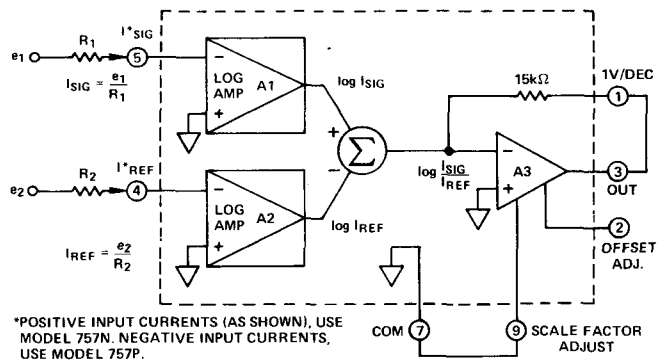 I*SIG
e1
R1
5
ISIG = e1/R1
−
LOG AMP
A1
+
log ISIG
15kΩ
1V/DEC
1
+
Σ
−
log ISIG/IREF
−
A3
+
3
OUT
2
OFFSET ADJ.
I*REF
e2
R2
4
IREF = e2/R2
−
LOG AMP
A2
+
log IREF
COM
7
9
SCALE FACTOR ADJUST
*POSITIVE INPUT CURRENTS (AS SHOWN), USE
MODEL 757N. NEGATIVE INPUT CURRENTS,
USE MODEL 757P.